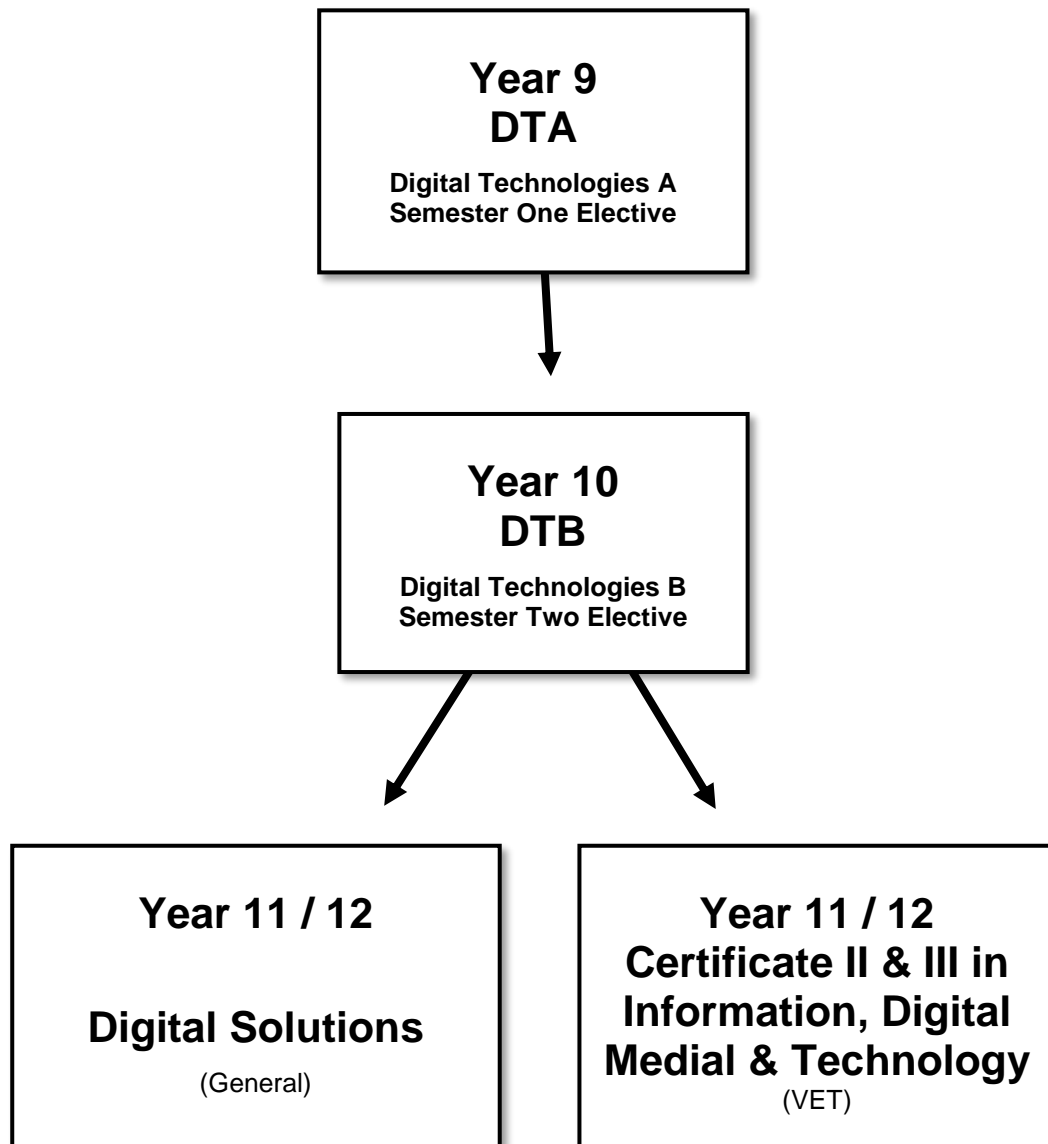 Year 9
DTA
Digital Technologies A
Semester One Elective
Year 10
DTB
Digital Technologies B
Semester Two Elective
Year 11 / 12
Digital Solutions
(General)
Year 11 / 12
Certificate II & III in
Information, Digital
Medial & Technology
(VET)